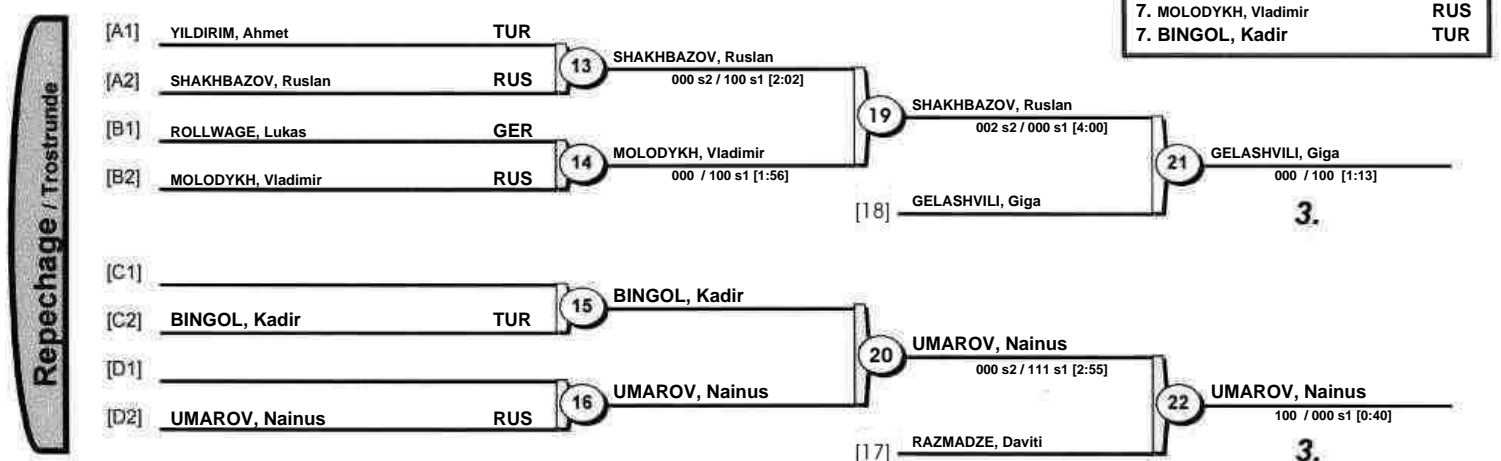 7. MOLODYKH, Vladimir RUS
7. BINGOL, Kadir TUR
Repechage / Trostrunde
[A1] YILDIRIM, Ahmet TUR
13 SHAKHBAZOV, Ruslan
000 s2 / 100 s1 [2:02]
[A2] SHAKHBAZOV, Ruslan RUS
19 SHAKHBAZOV, Ruslan
002 s2 / 000 s1 [4:00]
[B1] ROLLWAGE, Lukas GER
14 MOLODYKH, Vladimir
000 / 100 s1 [1:56]
[B2] MOLODYKH, Vladimir RUS
21 GELASHVILI, Giga
000 / 100 [1:13]
[18] GELASHVILI, Giga
3.
[C1]
15 BINGOL, Kadir
[C2] BINGOL, Kadir TUR
20 UMAROV, Nainus
000 s2 / 111 s1 [2:55]
[D1]
16 UMAROV, Nainus
[D2] UMAROV, Nainus RUS
22 UMAROV, Nainus
100 / 000 s1 [0:40]
[17] RAZMADZE, Daviti
3.